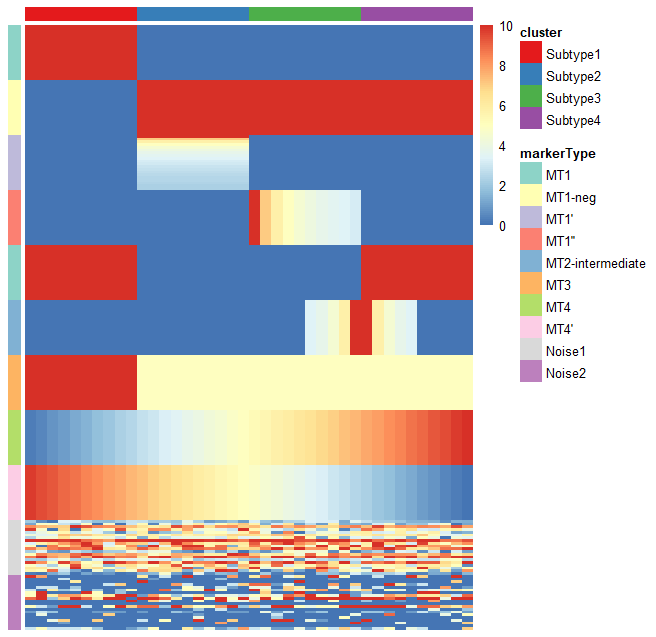 10
8
6
4
2
0
cluster
Subtype1
Subtype2
Subtype3
Subtype4
markerType
MT1
MT1-neg
MT1'
MT1"
MT2-intermediate
MT3
MT4
MT4'
Noise1
Noise2